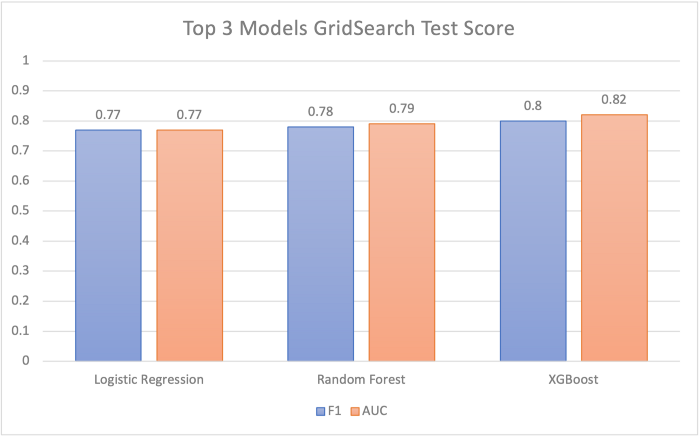 Top 3 Models GridSearch Test Score
1
0.9
0.8
0.7
0.6
0.5
0.4
0.3
0.2
0.1
0
0.77 0.77 0.78 0.79 0.8 0.82
Logistic Regression Random Forest XGBoost
F1 AUC